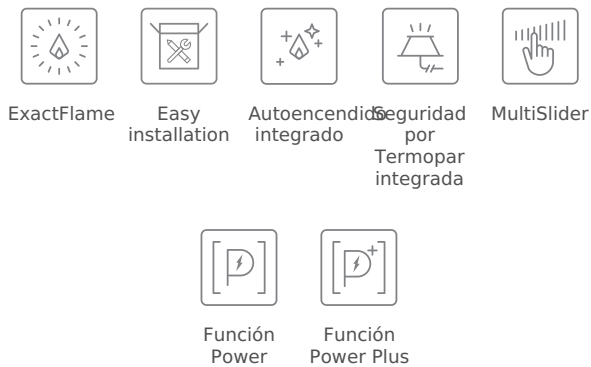 ExactFlame
Easy
installation
Autoencendido
integrado
Seguridad
por
Termopar
integrada
MultiSlider
Función
Power
Función
Power Plus